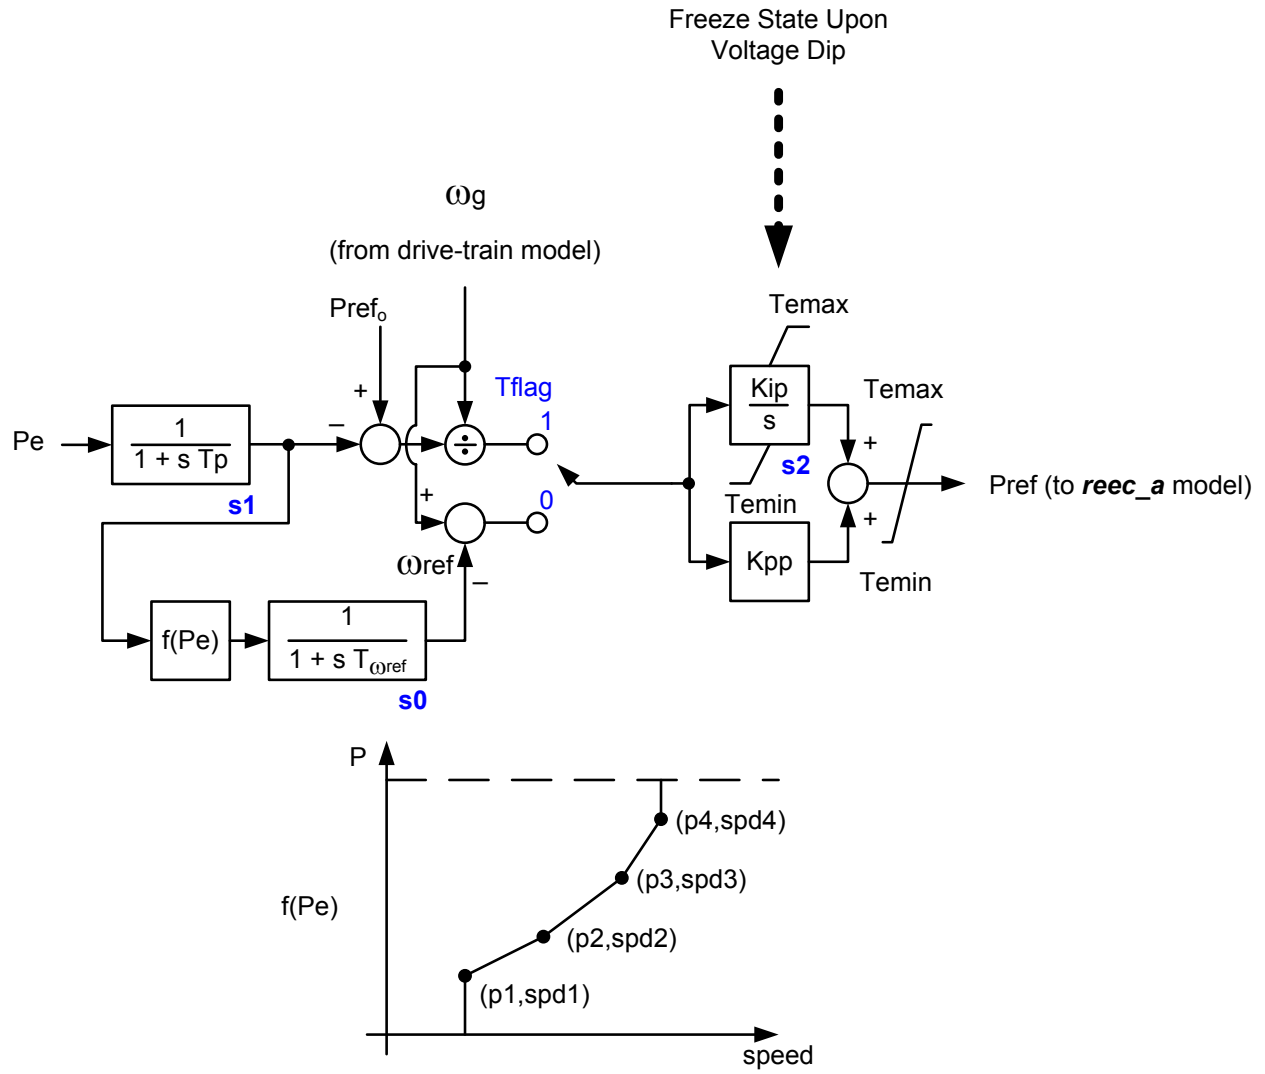 Freeze State Upon
Voltage Dip
ωg
(from drive-train model)
Prefo
Temax
+
Tflag
Temax
Kip
s
1
+
Pe
1
1 + s Tp
–
÷
s1
s2
Pref (to reec_a model)
+
0
Temin
+
ωref
–
Kpp
Temin
f(Pe)
1
1 + s Tωref
s0
P
(p4,spd4)
(p3,spd3)
f(Pe)
(p2,spd2)
(p1,spd1)
speed